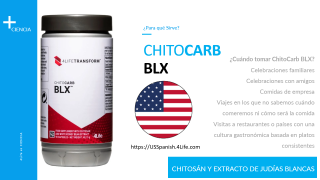 CIENCIA
¿Para que Sirve?
CHITOCARB
BLX
4LIFETRANSFORM
CHITOCARB
BLX
4Life
https://USSpanish.4Life.com
¿Cuándo tomar ChitoCarb BLX?
Celebraciones familiares
Celebraciones con amigos
Comidas de empresa
Viajes en los que no sabemos cuándo
comeremos ni cómo será la comida
Visitas a restaurantes o países con una
cultura gastronómica basada en platos
consistentes
CHITOSÁN Y EXTRACTO DE JUDÍAS BLANCAS